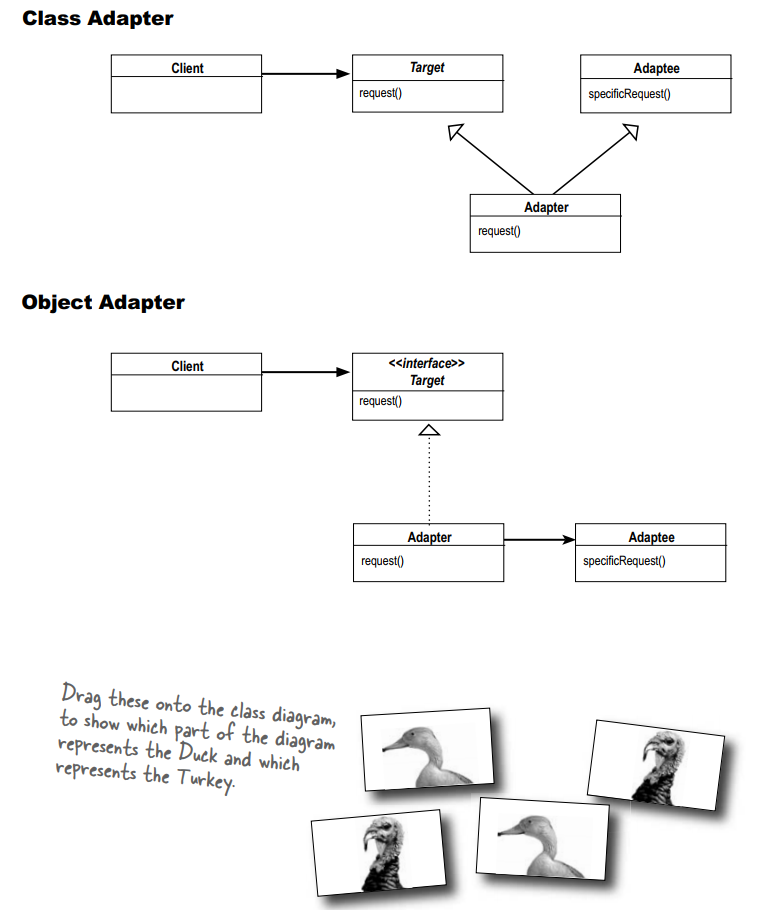 Class Adapter
Client
Target
Adaptee
request()
specificRequest()
Adapter
request()
Object Adapter
Client
<<interface>>
Target
request()
Adapter
Adaptee
request()
specificRequest()
Drag these onto the class diagram,
to show which part of the diagram
represents the Duck and which
represents the Turkey.